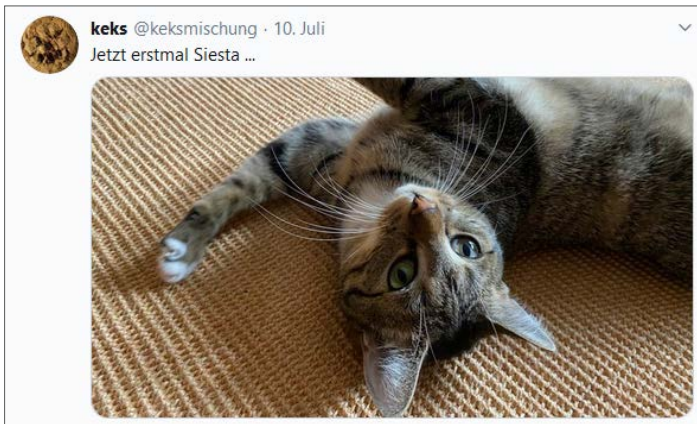 keks @keksmischung · 10. Juli
Jetzt erstmal Siesta ...